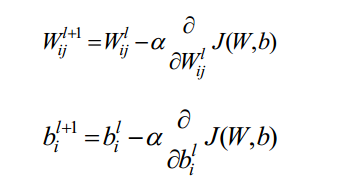 W_{ij}^{l+1} = W_{ij}^{l} − α ∂/∂W_{ij}^{l} J(W,b)
b_{i}^{l+1} = b_{i}^{l} − α ∂/∂b_{i}^{l} J(W,b)